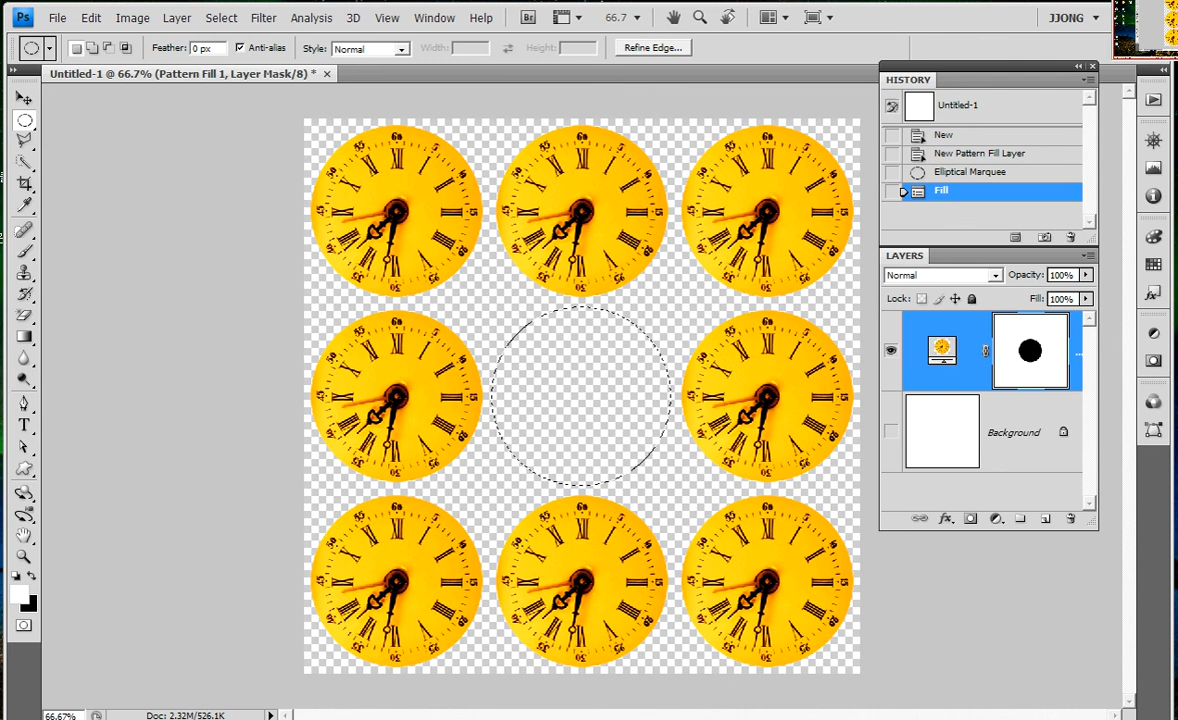 Ps File Edit Image Layer Select Filter Analysis 3D View Window Help Br 66.7 JJONG
Feather: 0 px Anti-alias Style: Normal Width: Height: Refine Edge...
Untitled-1 @ 66.7% (Pattern Fill 1, Layer Mask/8) *
HISTORY
Untitled-1
New
New Pattern Fill Layer
Elliptical Marquee
Fill
LAYERS
Normal Opacity: 100%
Lock: Fill: 100%
Background
66.67% Doc: 2.32M/526.1K